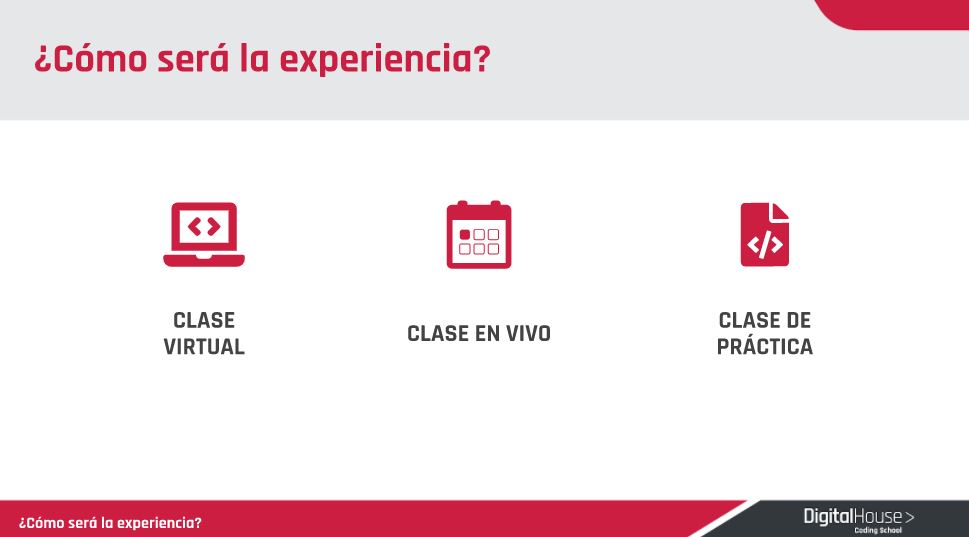 ¿Cómo será la experiencia?
CLASE
VIRTUAL
CLASE EN VIVO
CLASE DE
PRÁCTICA
¿Cómo será la experiencia?
DigitalHouse>
Coding School